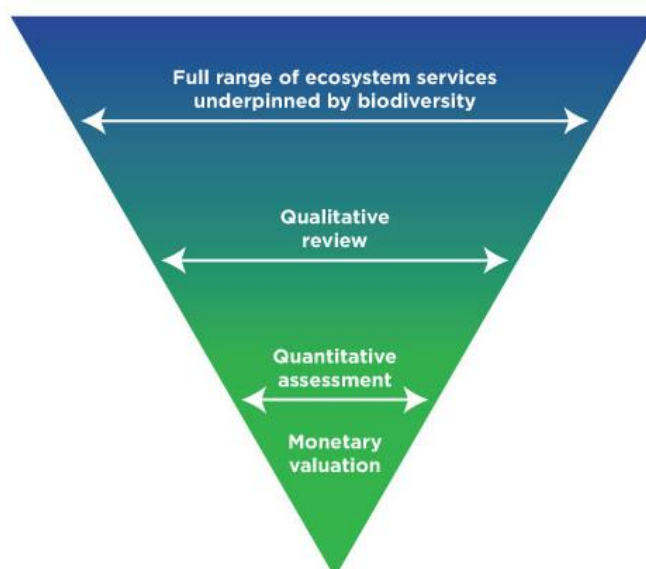 Full range of ecosystem services
underpinned by biodiversity
Qualitative
review
Quantitative
assessment
Monetary
valuation